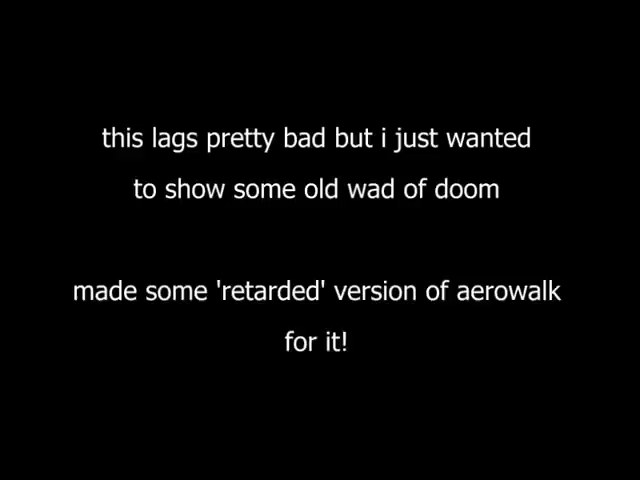 this lags pretty bad but i just wanted
to show some old wad of doom
made some 'retarded' version of aerowalk
for it!